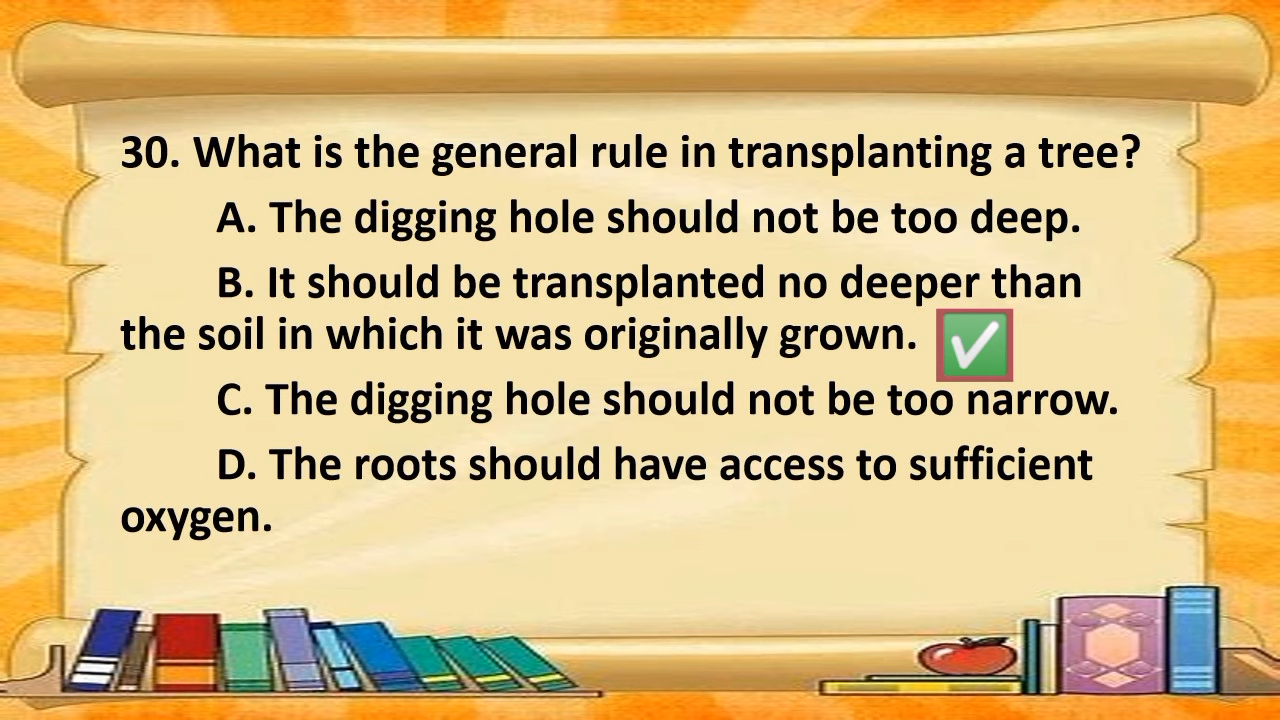 30. What is the general rule in transplanting a tree?
A. The digging hole should not be too deep.
B. It should be transplanted no deeper than
the soil in which it was originally grown.
C. The digging hole should not be too narrow.
D. The roots should have access to sufficient
oxygen.